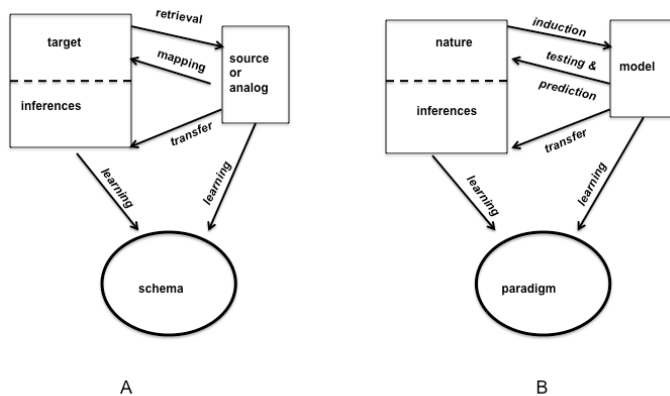 retrieval
target
mapping
source
or
analog
inferences
transfer
learning
learning
schema
A
induction
nature
testing &
prediction
model
inferences
transfer
learning
learning
paradigm
B